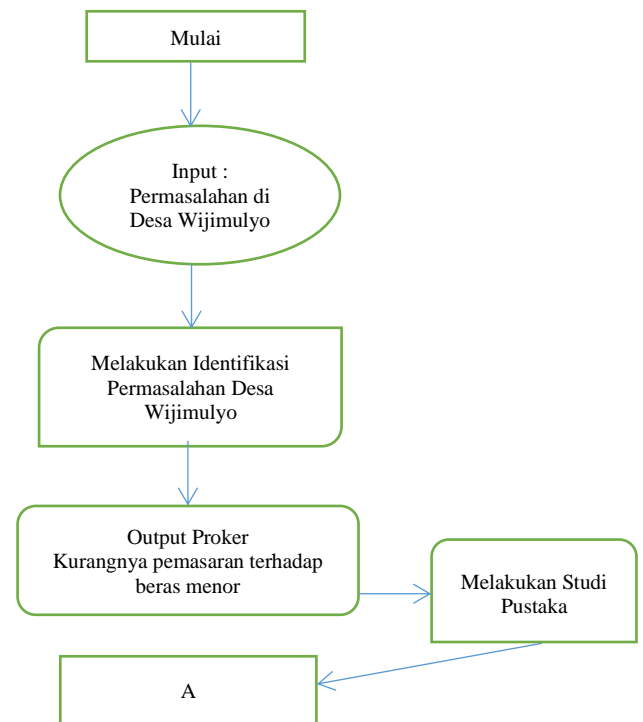 Mulai
Input :
Permasalahan di
Desa Wijimulyo
Melakukan Identifikasi
Permasalahan Desa
Wijimulyo
Output Proker
Kurangnya pemasaran terhadap
beras menor
Melakukan Studi
Pustaka
A